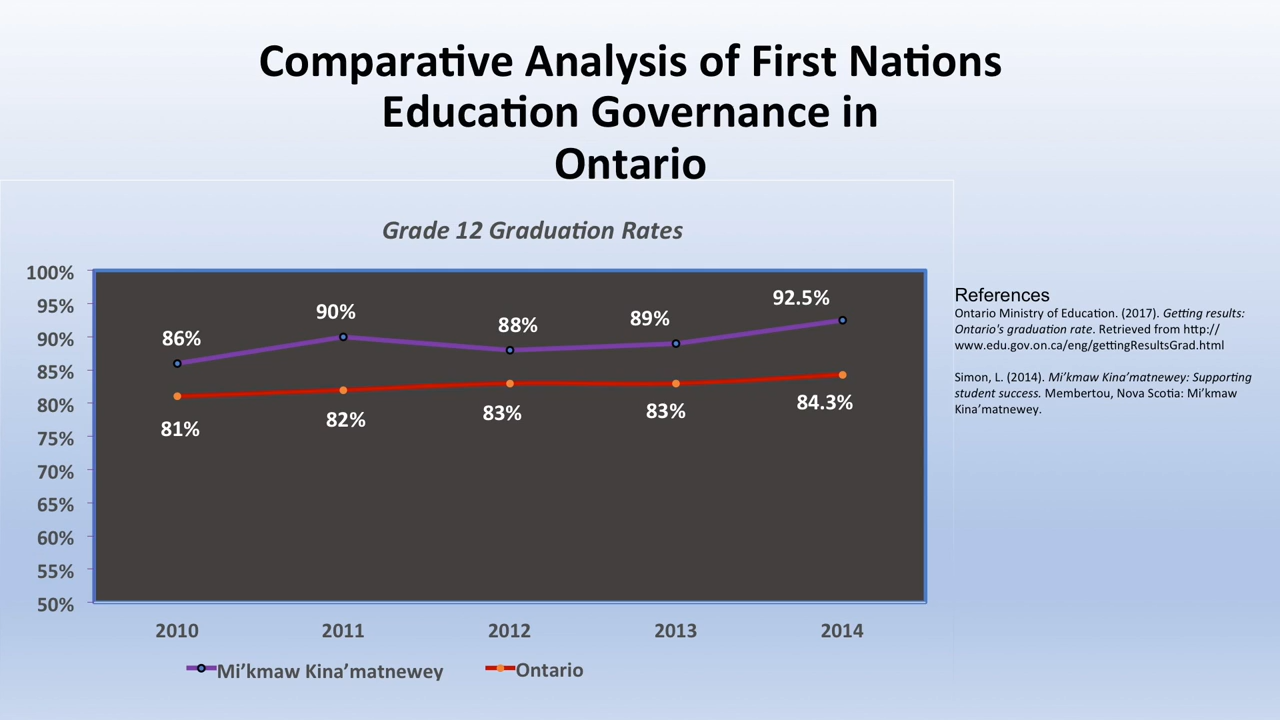 Comparative Analysis of First Nations
Education Governance in
Ontario
Grade 12 Graduation Rates
100%
95%
90%
85%
80%
75%
70%
65%
60%
55%
50%
86%
90%
88%
89%
92.5%
81%
82%
83%
83%
84.3%
2010
2011
2012
2013
2014
Mi’kmaw Kina’matnewey
Ontario
References
Ontario Ministry of Education. (2017). Getting results:
Ontario's graduation rate. Retrieved from http://
www.edu.gov.on.ca/eng/gettingResultsGrad.html
Simon, L. (2014). Mi’kmaw Kina’matnewey: Supporting
student success. Membertou, Nova Scotia: Mi’kmaw
Kina’matnewey.